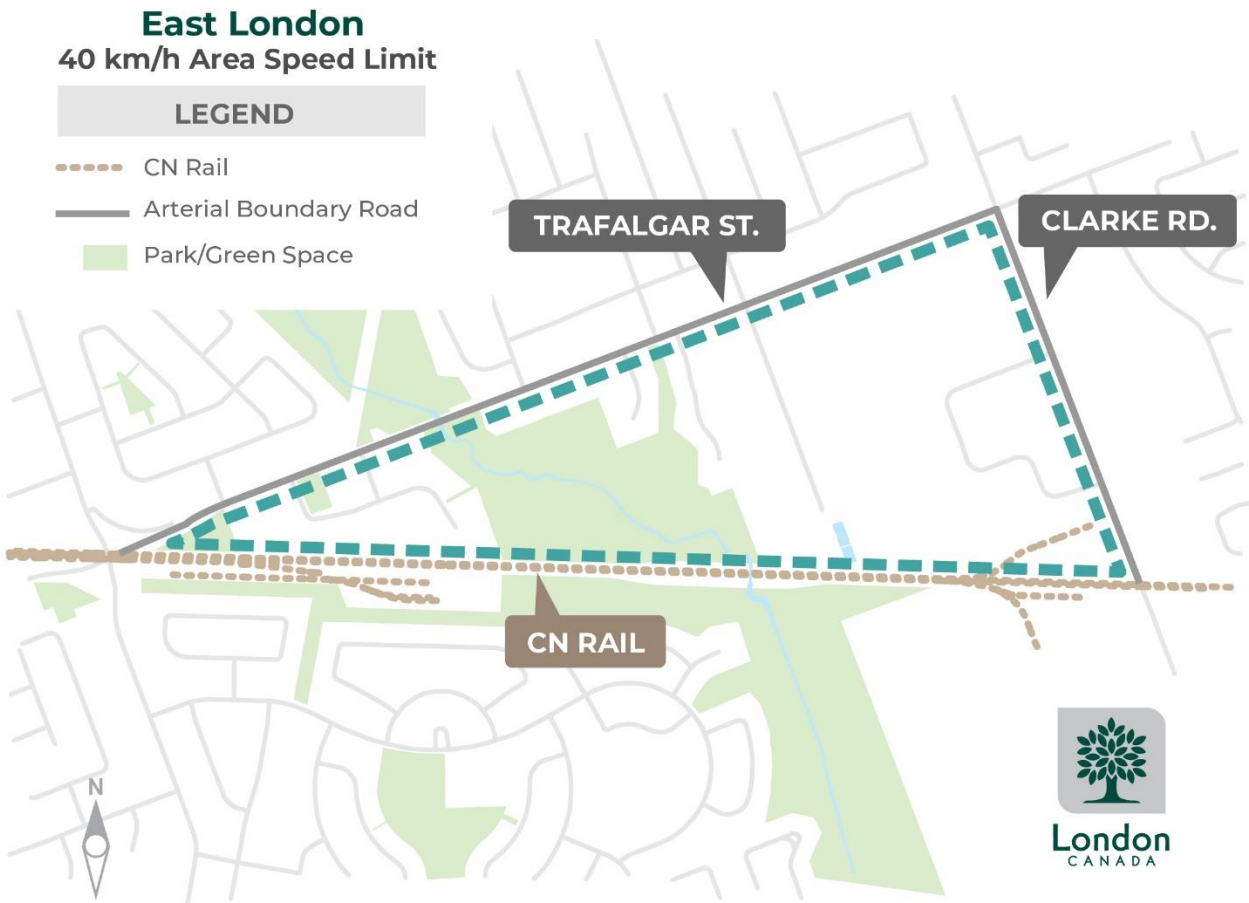 East London
40 km/h Area Speed Limit
LEGEND
CN Rail
Arterial Boundary Road
Park/Green Space
TRAFALGAR ST.
CLARKE RD.
CN RAIL
N
London
CANADA